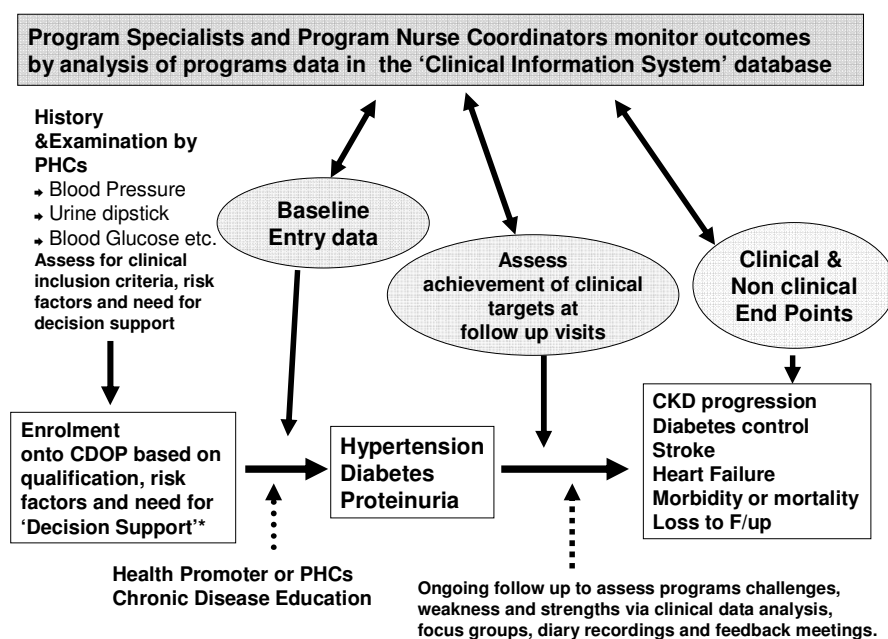 Program Specialists and Program Nurse Coordinators monitor outcomes
by analysis of programs data in the ‘Clinical Information System’ database
History
&Examination by
PHCs
➔ Blood Pressure
➔ Urine dipstick
➔ Blood Glucose etc.
Assess for clinical
inclusion criteria, risk
factors and need for
decision support
Baseline
Entry data
Assess
achievement of clinical
targets at
follow up visits
Clinical &
Non clinical
End Points
Enrolment
onto CDOP based on
qualification, risk
factors and need for
‘Decision Support’*
Hypertension
Diabetes
Proteinuria
CKD progression
Diabetes control
Stroke
Heart Failure
Morbidity or mortality
Loss to F/up
Health Promoter or PHCs
Chronic Disease Education
Ongoing follow up to assess programs challenges,
weakness and strengths via clinical data analysis,
focus groups, diary recordings and feedback meetings.